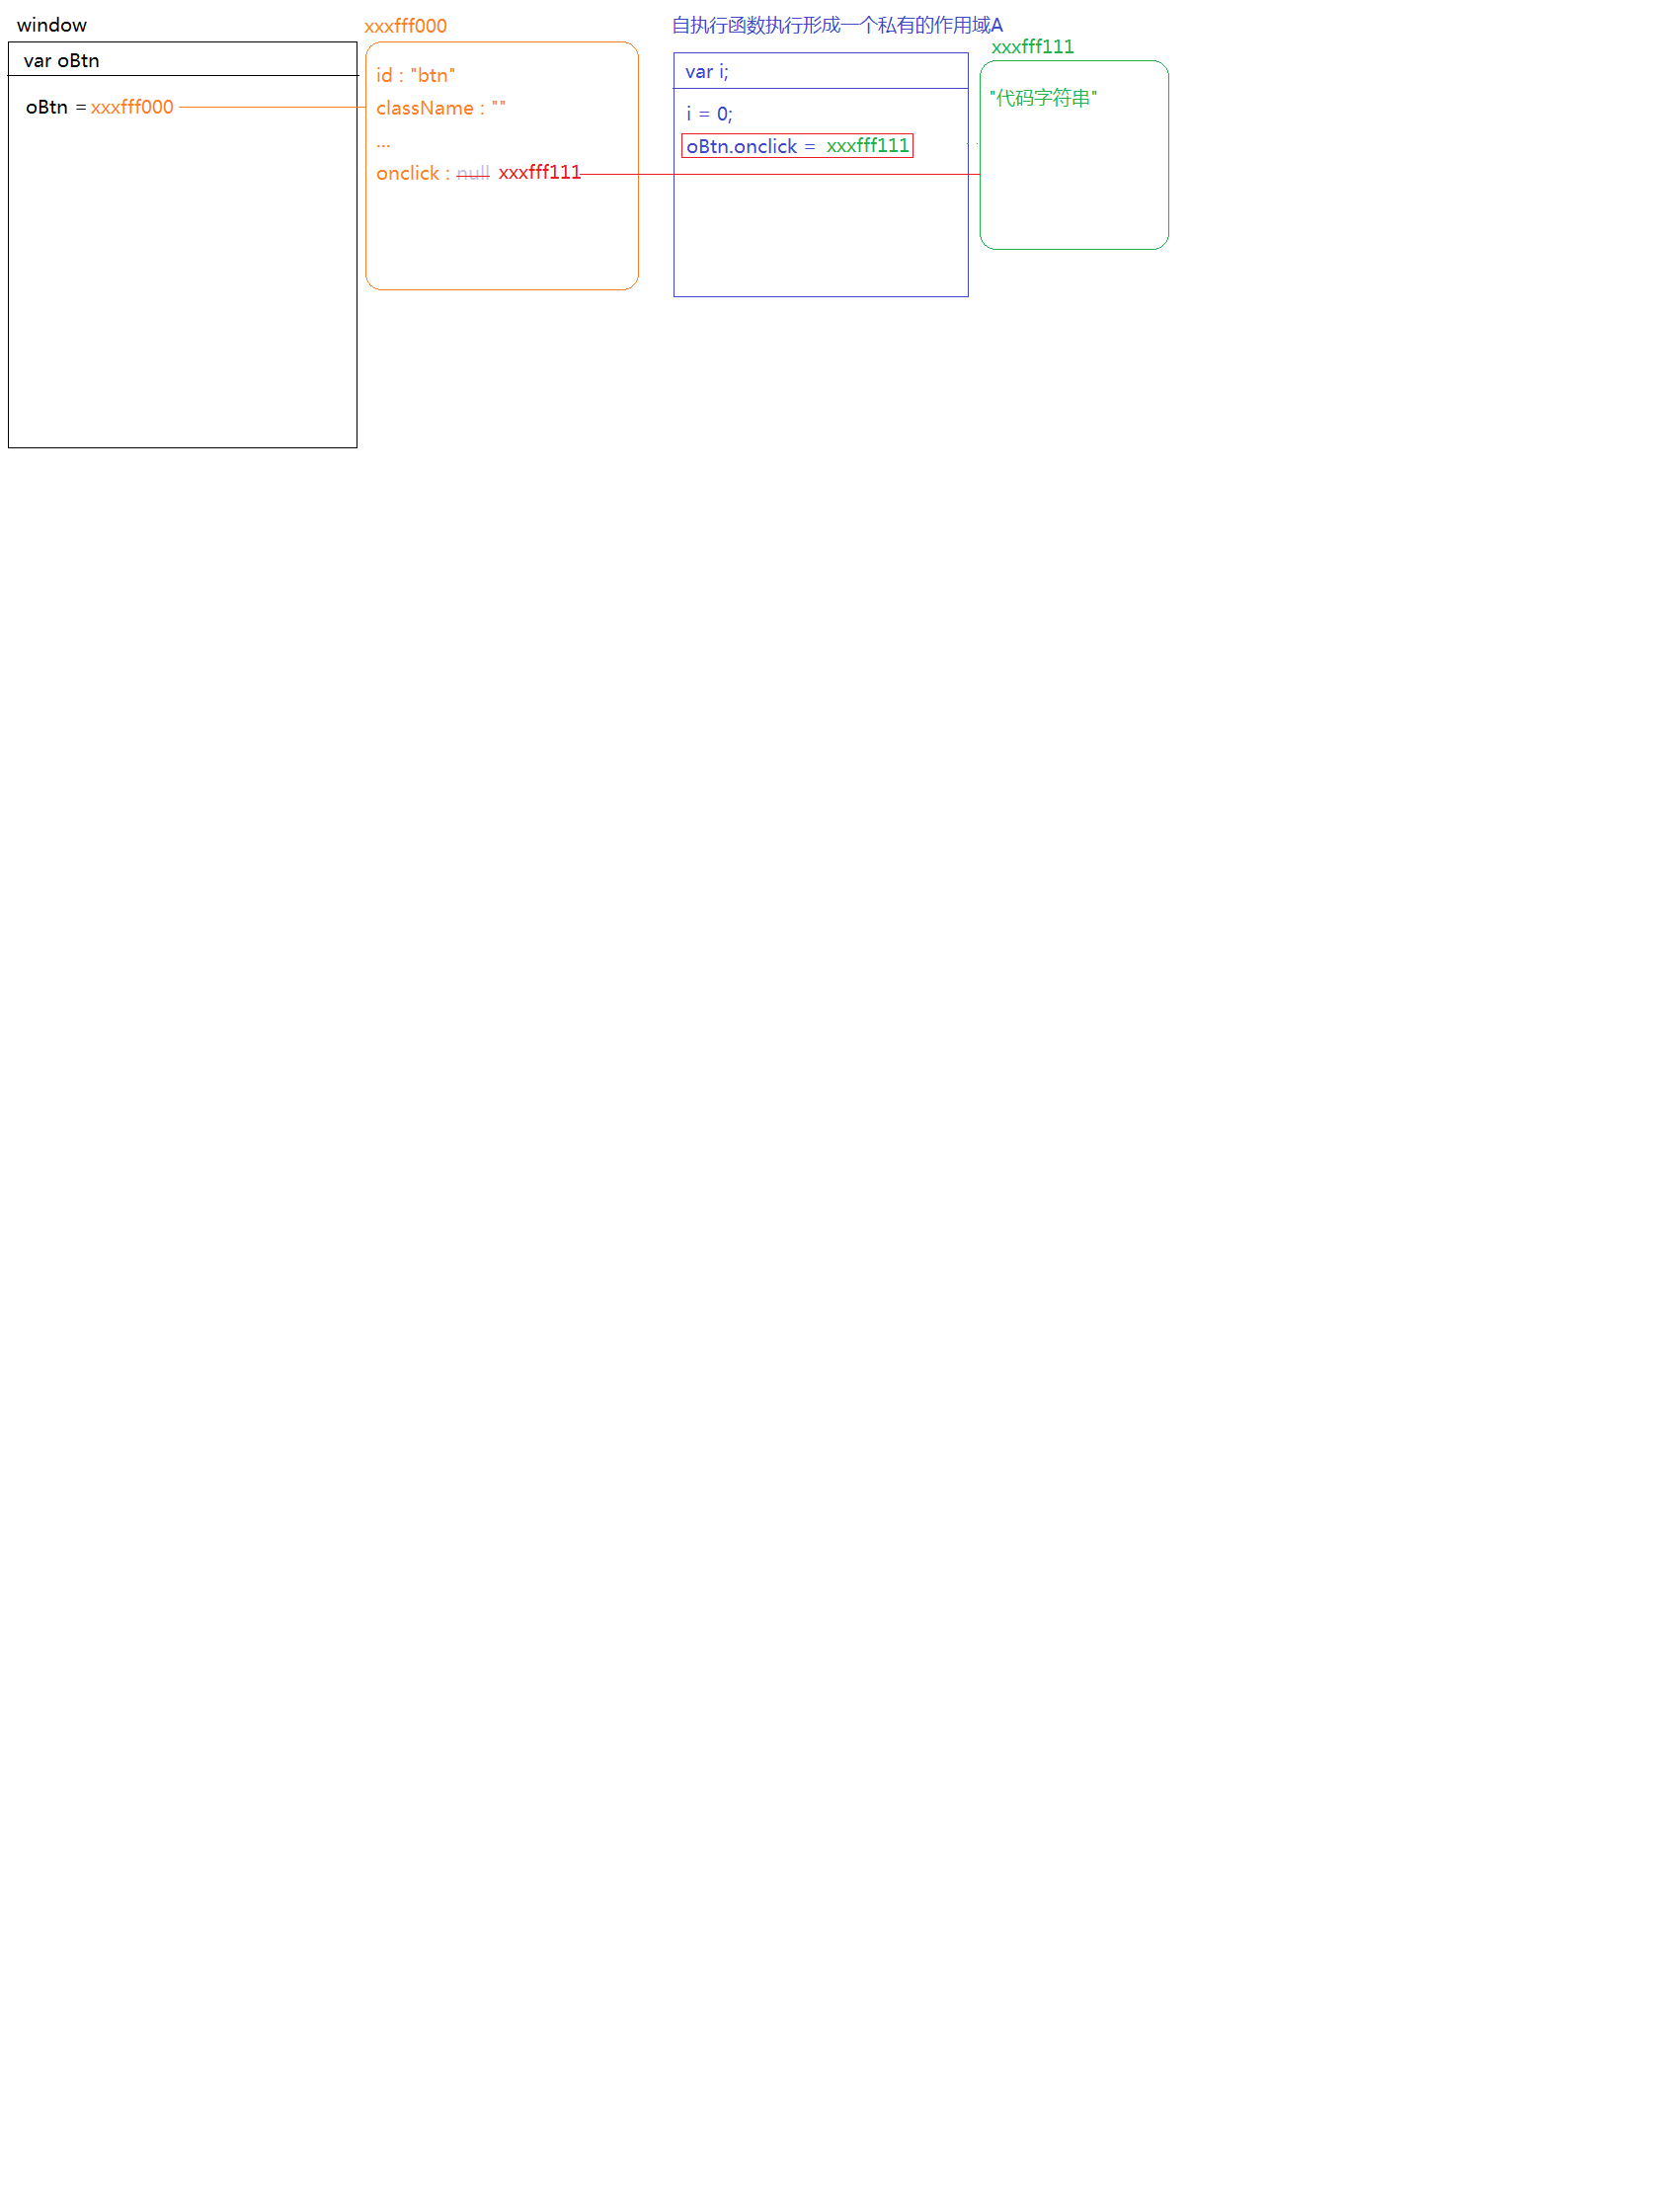 window
var oBtn
oBtn = xxxfff000
xxxfff000
id : "btn"
className : ""
...
onclick : null xxxfff111
自执行函数执行形成一个私有的作用域A
var i;
i = 0;
oBtn.onclick = xxxfff111
xxxfff111
"代码字符串"